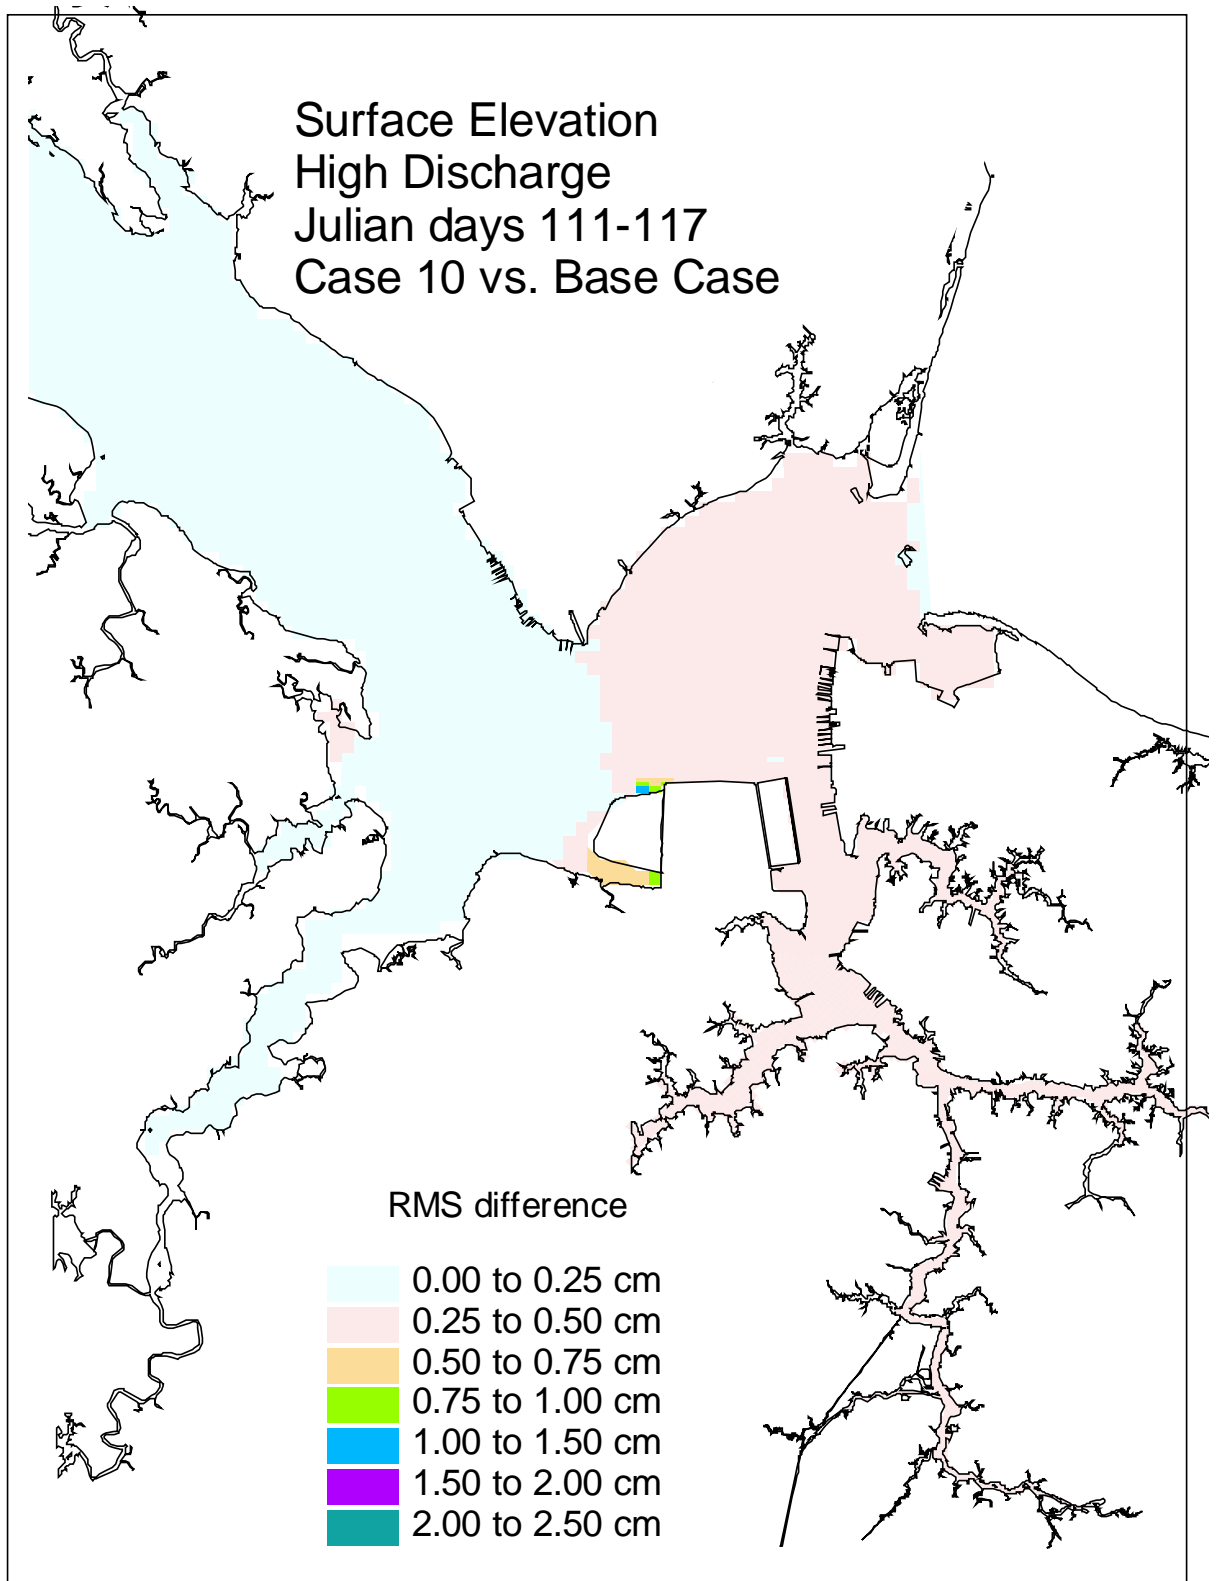 Surface Elevation
High Discharge
Julian days 111-117
Case 10 vs. Base Case
RMS difference
0.00 to 0.25 cm
0.25 to 0.50 cm
0.50 to 0.75 cm
0.75 to 1.00 cm
1.00 to 1.50 cm
1.50 to 2.00 cm
2.00 to 2.50 cm